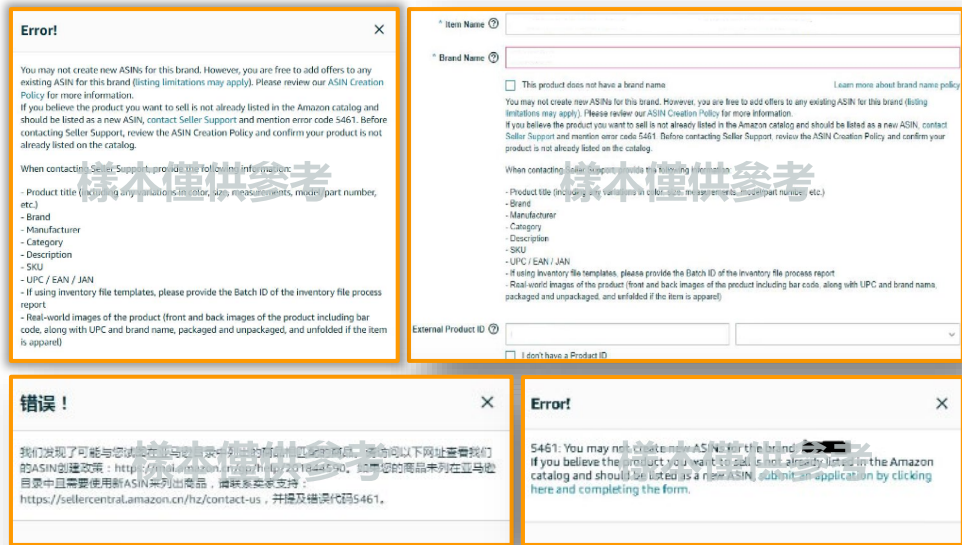 Error!
You may not create new ASINs for this brand. However, you are free to add offers to any
existing ASIN for this brand (listing limitations may apply). Please review our ASIN Creation
Policy for more information.
If you believe the product you want to sell is not already listed in the Amazon catalog and
should be listed as a new ASIN, contact Seller Support and mention error code 5461. Before
contacting Seller Support, review the ASIN Creation Policy and confirm your product is not
already listed on the catalog.
When contacting Seller Support, provide the following information:
樣本僅供參考
- Product title (including any variations in color, size, measurements, model/part number,
etc.)
- Brand
- Manufacturer
- Category
- Description
- SKU
- UPC / EAN / JAN
- If using inventory file templates, please provide the Batch ID of the inventory file process
report
- Real-world images of the product (front and back images of the product including bar
code, along with UPC and brand name, packaged and unpackaged, and unfolded if the item
is apparel)
* Item Name
* Brand Name
This product does not have a brand name
Learn more about brand name policy
You may not create new ASINs for this brand. However, you are free to add offers to any existing ASIN for this brand (listing
limitations may apply). Please review our ASIN Creation Policy for more information.
If you believe the product you want to sell is not already listed in the Amazon catalog and should be listed as a new ASIN, contact
Seller Support and mention error code 5461. Before contacting Seller Support, review the ASIN Creation Policy and confirm your
product is not already listed on the catalog.
When contacting Seller Support, provide the following information:
樣本僅供參考
- Product title (including any variations in color, size, measurements, model/part number, etc.)
- Brand
- Manufacturer
- Category
- Description
- SKU
- UPC / EAN / JAN
- If using inventory file templates, please provide the Batch ID of the inventory file process report
- Real-world images of the product (front and back images of the product including bar code, along with UPC and brand name,
packaged and unpackaged, and unfolded if the item is apparel)
External Product ID
I don't have a Product ID
错误！
我们发现了可能与您试图在亚马逊目录中列出的商品相匹配的商品。请访问以下网址查看我们
樣本僅供參考
的ASIN创建政策：
如果您的商品未列在亚马逊
目录中且需要使用新ASIN来列出商品，请联系卖家支持：
https://sellercentral.amazon.cn/hz/contact-us，并提及错误代码5461。
Error!
5461: You may not create new ASINs for the brand
樣本僅供參考
If you believe the product you want to sell is not already listed in the Amazon
catalog and should be listed as a new ASIN, submit an application by clicking
here and completing the form.